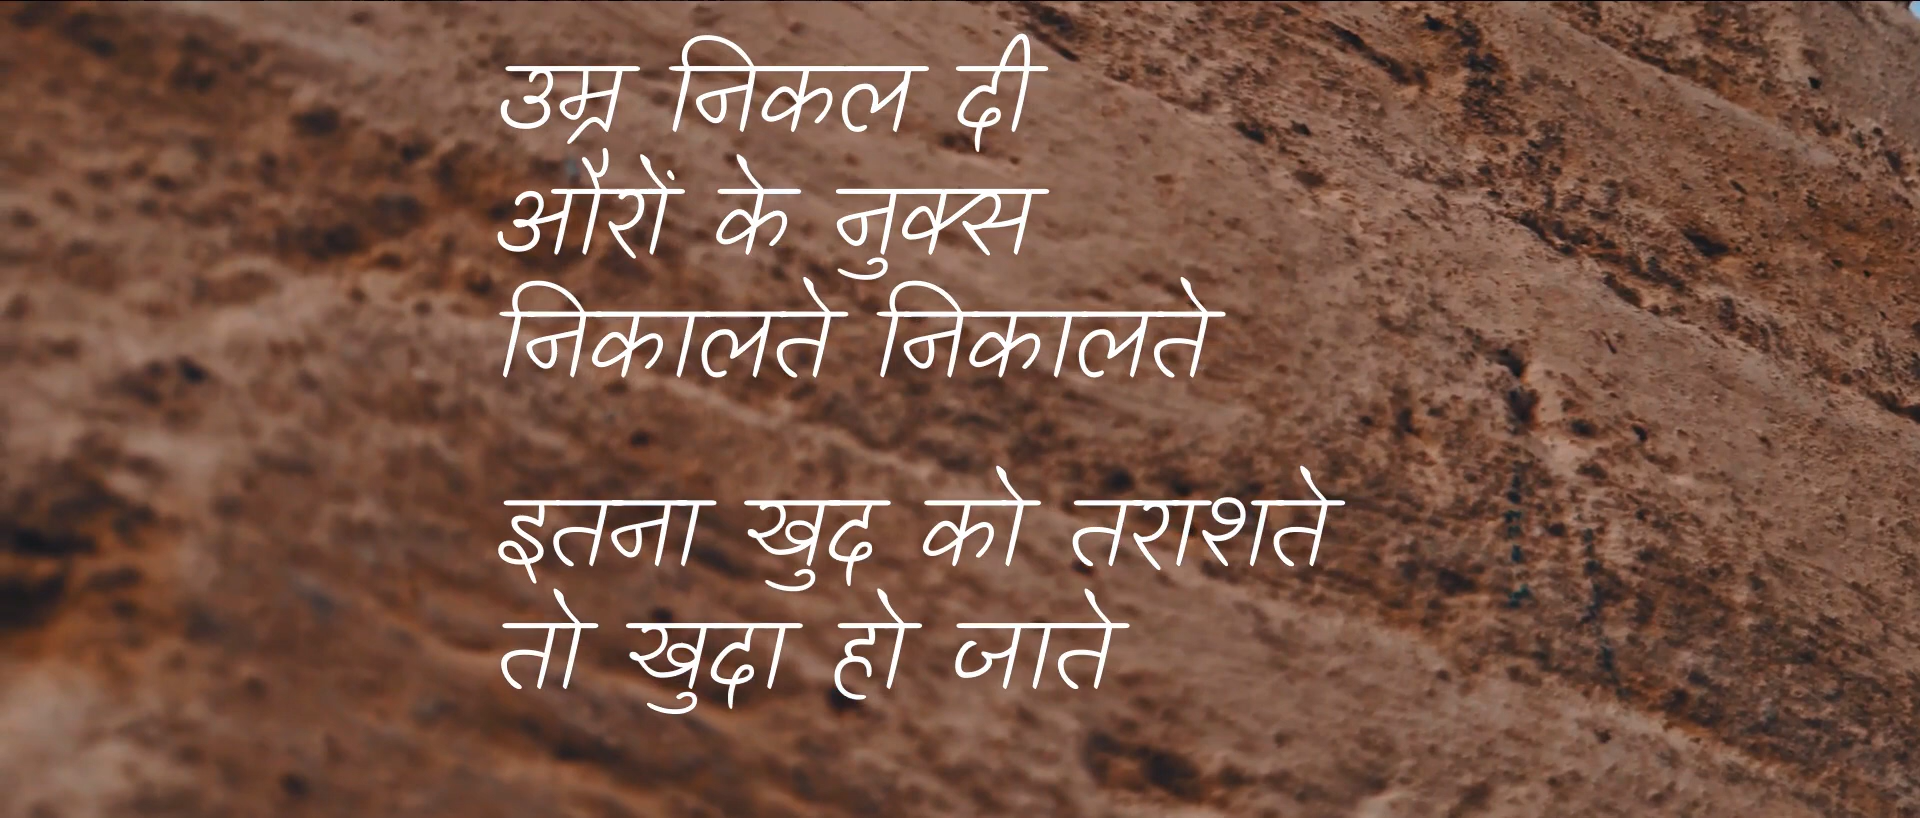 उम्र निकल दी
औरों के नुक्स
निकालते निकालते
इतना खुद को तराशते
तो खुदा हो जाते